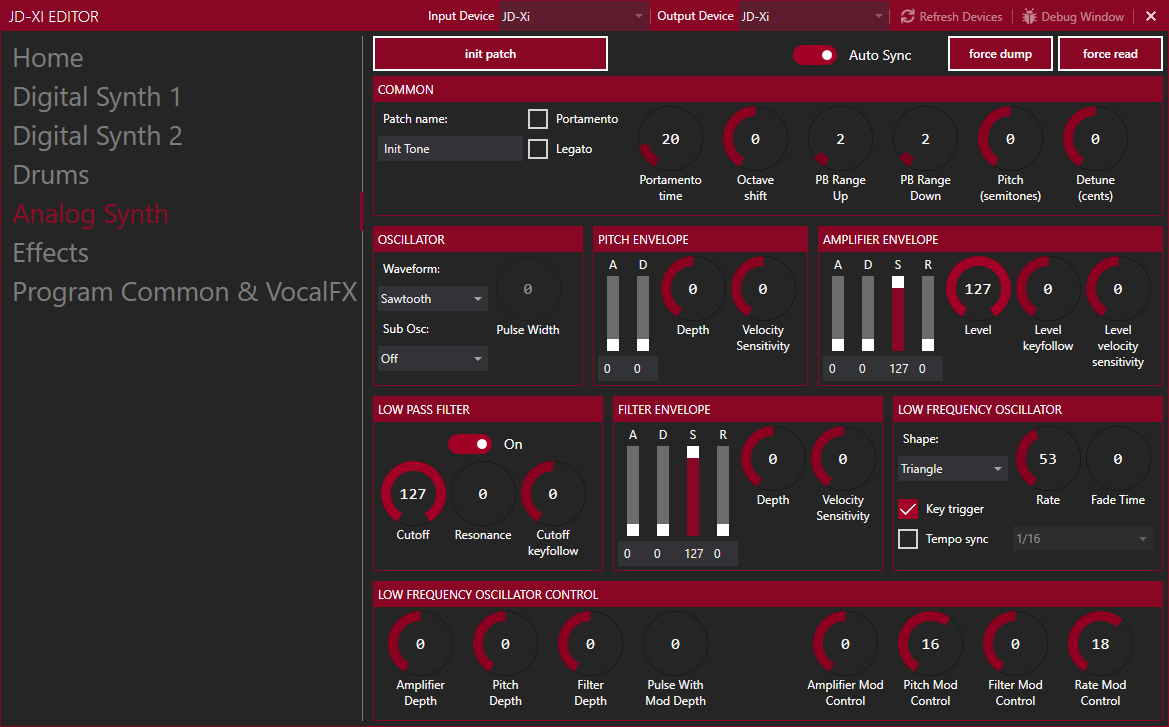 JD-XI EDITOR
Input Device JD-Xi Output Device JD-Xi Refresh Devices Debug Window
Home
Digital Synth 1
Digital Synth 2
Drums
Analog Synth
Effects
Program Common & VocalFX
init patch Auto Sync force dump force read
COMMON
Patch name:
Init Tone
Portamento
Legato
20 0 2 2 0 0
Portamento Octave PB Range PB Range Pitch Detune
time shift Up Down (semitones) (cents)
OSCILLATOR
Waveform:
Sawtooth
Sub Osc:
Off
0
Pulse Width
PITCH ENVELOPE
A D
0 0
0 0
Depth Velocity
Sensitivity
AMPLIFIER ENVELOPE
A D S R
0 0 127 0
127 0 0
Level Level Level
keyfollow velocity
sensitivity
LOW PASS FILTER
On
127 0 0
Cutoff Resonance Cutoff
keyfollow
FILTER ENVELOPE
A D S R
0 0 127 0
0 0
Depth Velocity
Sensitivity
LOW FREQUENCY OSCILLATOR
Shape:
Triangle
53 0
Rate Fade Time
Key trigger
Tempo sync 1/16
LOW FREQUENCY OSCILLATOR CONTROL
0 0 0 0 0 16 0 18
Amplifier Pitch Filter Pulse With Amplifier Mod Pitch Mod Filter Mod Rate Mod
Depth Depth Depth Mod Depth Control Control Control Control